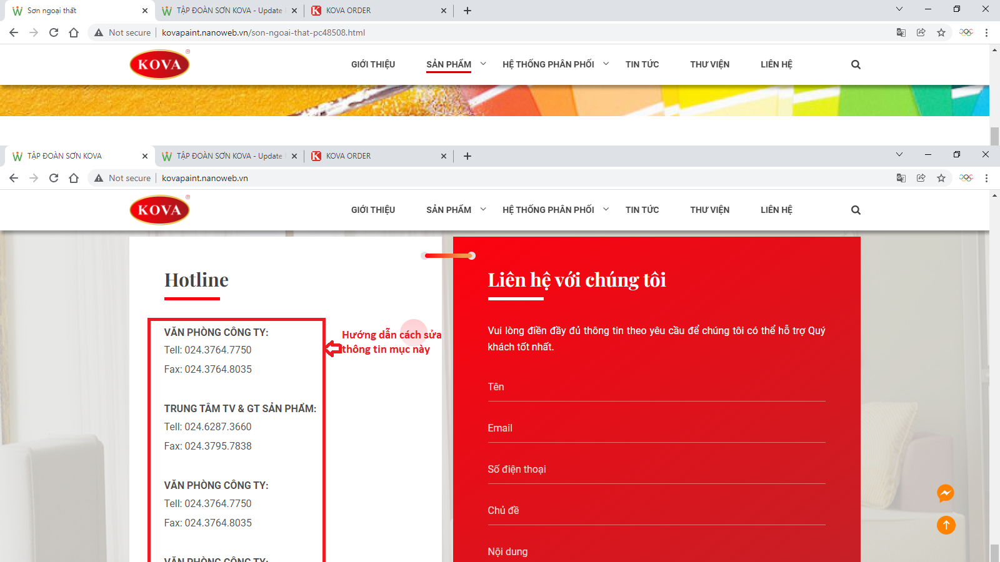 Sơn ngoại thất
TẬP ĐOÀN SƠN KOVA - Update
KOVA ORDER
Not secure
kovapaint.nanoweb.vn/son-ngoai-that-pc48508.html
KOVA
®
GIỚI THIỆU
SẢN PHẨM
HỆ THỐNG PHÂN PHỐI
TIN TỨC
THƯ VIỆN
LIÊN HỆ
TẬP ĐOÀN SƠN KOVA
TẬP ĐOÀN SƠN KOVA - Update
KOVA ORDER
Not secure
kovapaint.nanoweb.vn
KOVA
®
GIỚI THIỆU
SẢN PHẨM
HỆ THỐNG PHÂN PHỐI
TIN TỨC
THƯ VIỆN
LIÊN HỆ
Hotline
VĂN PHÒNG CÔNG TY:
Tell: 024.3764.7750
Fax: 024.3764.8035
TRUNG TÂM TV & GT SẢN PHẨM:
Tell: 024.6287.3660
Fax: 024.3795.7838
VĂN PHÒNG CÔNG TY:
Tell: 024.3764.7750
Fax: 024.3764.8035
VĂN PHÒNG CÔNG TY:
Hướng dẫn cách sửa
thông tin mục này
Liên hệ với chúng tôi
Vui lòng điền đầy đủ thông tin theo yêu cầu để chúng tôi có thể hỗ trợ Quý
khách tốt nhất.
Tên
Email
Số điện thoại
Chủ đề
Nội dung